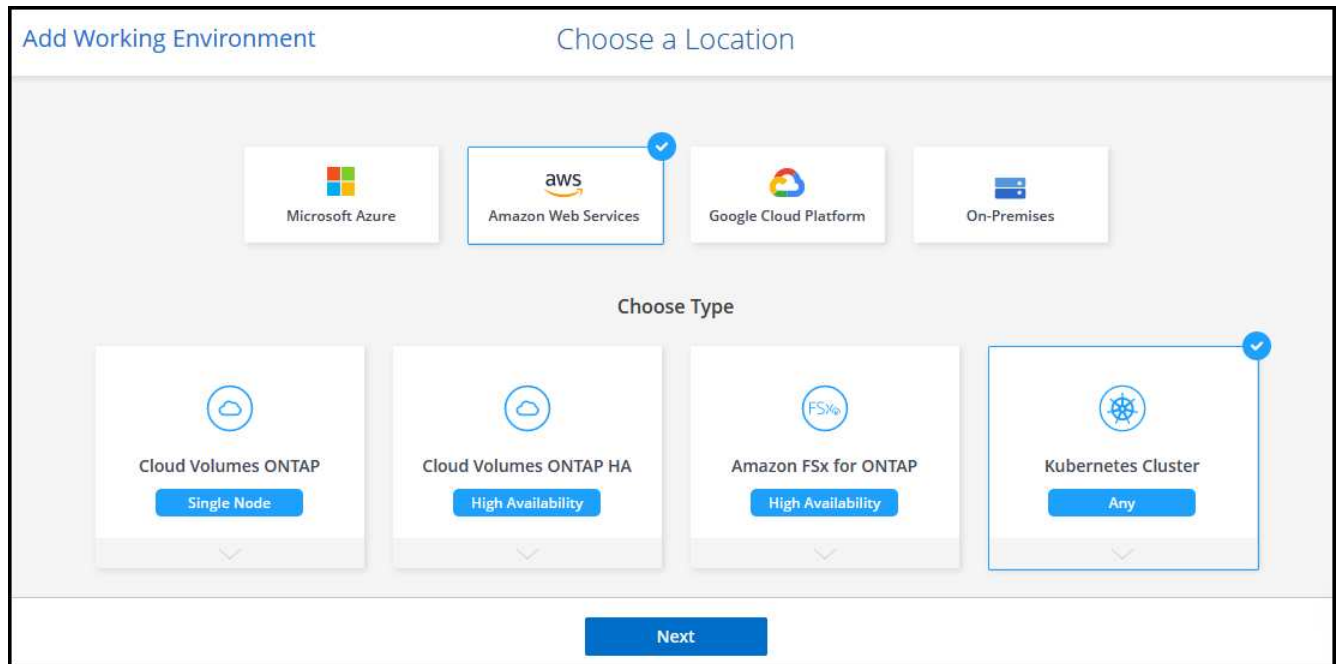 Add Working Environment
Choose a Location
Microsoft Azure
aws
Amazon Web Services
Google Cloud Platform
On-Premises
Choose Type
Cloud Volumes ONTAP
Single Node
Cloud Volumes ONTAP HA
High Availability
FSx
Amazon FSx for ONTAP
High Availability
Kubernetes Cluster
Any
Next